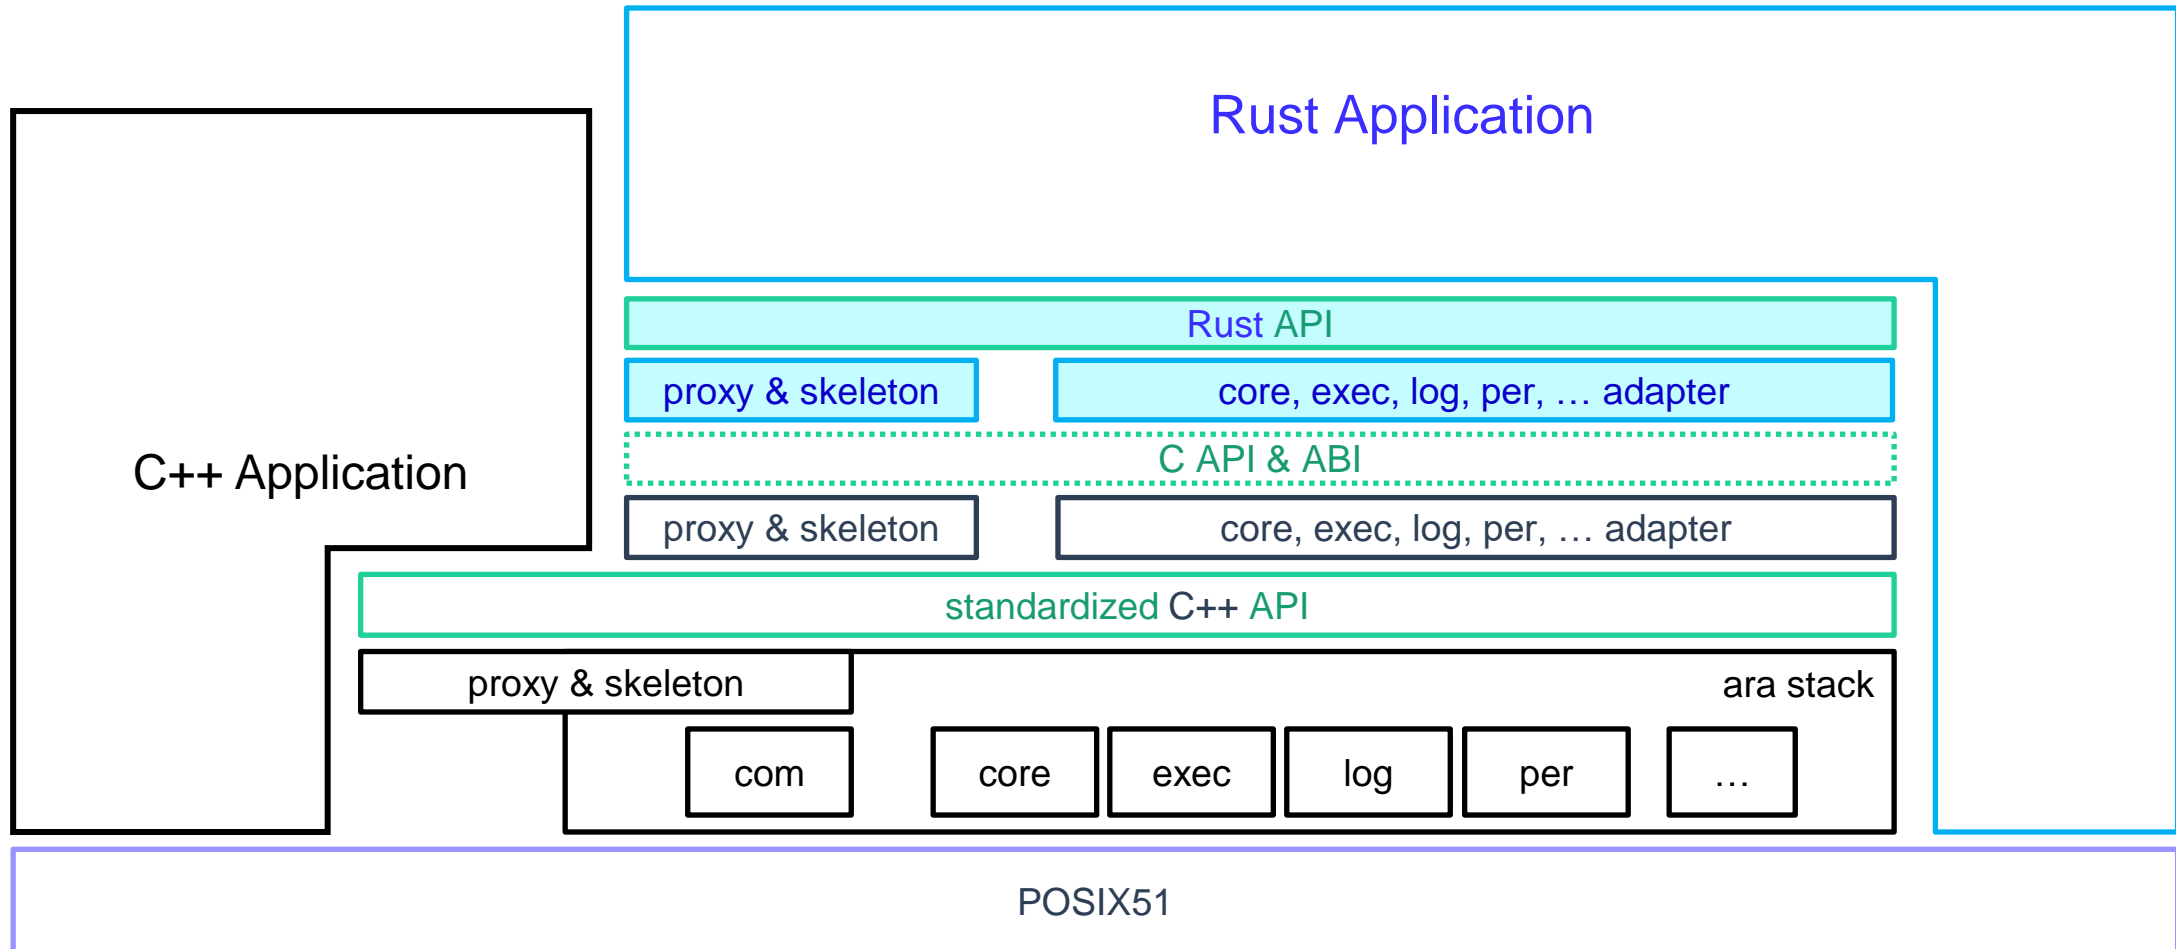 Rust Application
C++ Application
Rust API
proxy & skeleton
core, exec, log, per, … adapter
C API & ABI
proxy & skeleton
core, exec, log, per, … adapter
standardized C++ API
proxy & skeleton
ara stack
com
core
exec
log
per
…
POSIX51